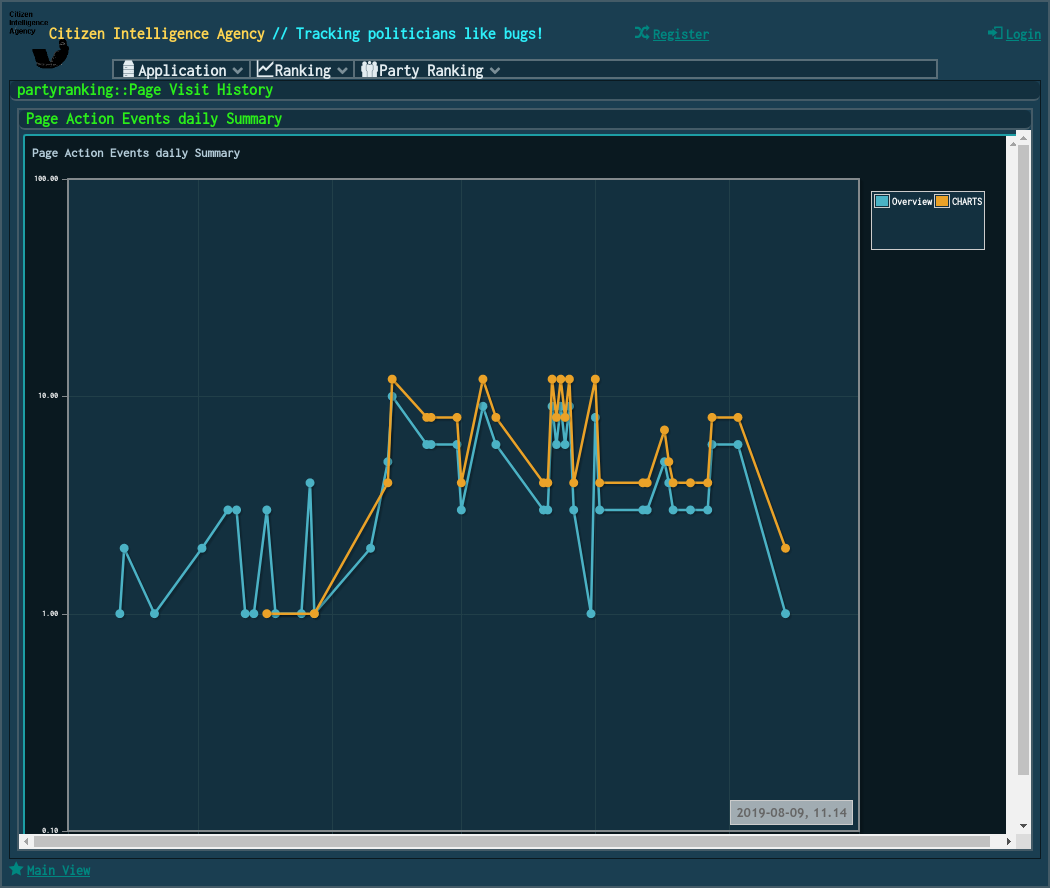 Citizen
Intelligence
Agency
Citizen Intelligence Agency // Tracking politicians like bugs!
Register
Login
Application
Ranking
Party Ranking
partyranking::Page Visit History
Page Action Events daily Summary
Page Action Events daily Summary
100.00
Overview CHARTS
10.00
1.00
2019-08-09, 11.14
0.10
Main View